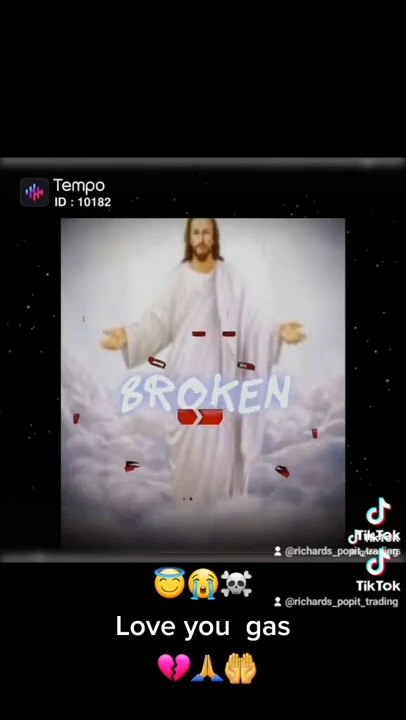 Tempo
ID : 10182
BROKEN
TikTok
@richards_popit_trading
TikTok
@richards_popit_trading
😇😭☠️
Love you gas
💔🙏🤲